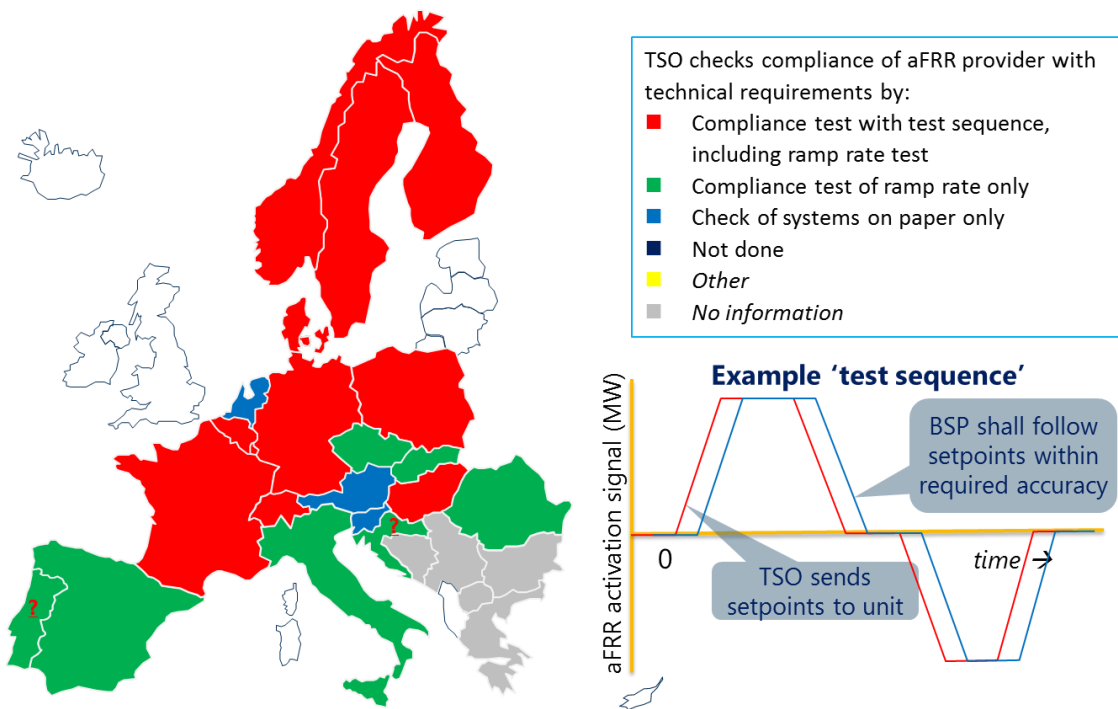 TSO checks compliance of aFRR provider with
technical requirements by:
Compliance test with test sequence,
including ramp rate test
Compliance test of ramp rate only
Check of systems on paper only
Not done
Other
No information
?
?
Example ‘test sequence’
aFRR activation signal (MW)
BSP shall follow
setpoints within
required accuracy
0
time →
TSO sends
setpoints to unit